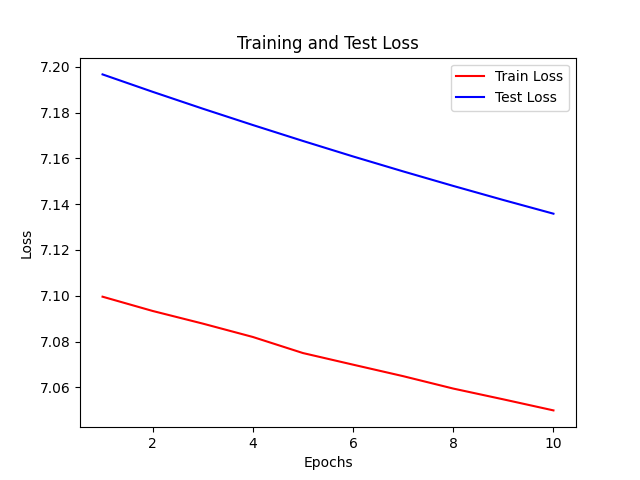 Training and Test Loss
7.20
7.18
7.16
7.14
7.12
7.10
7.08
7.06
Loss
Train Loss
Test Loss
2
4
6
8
10
Epochs